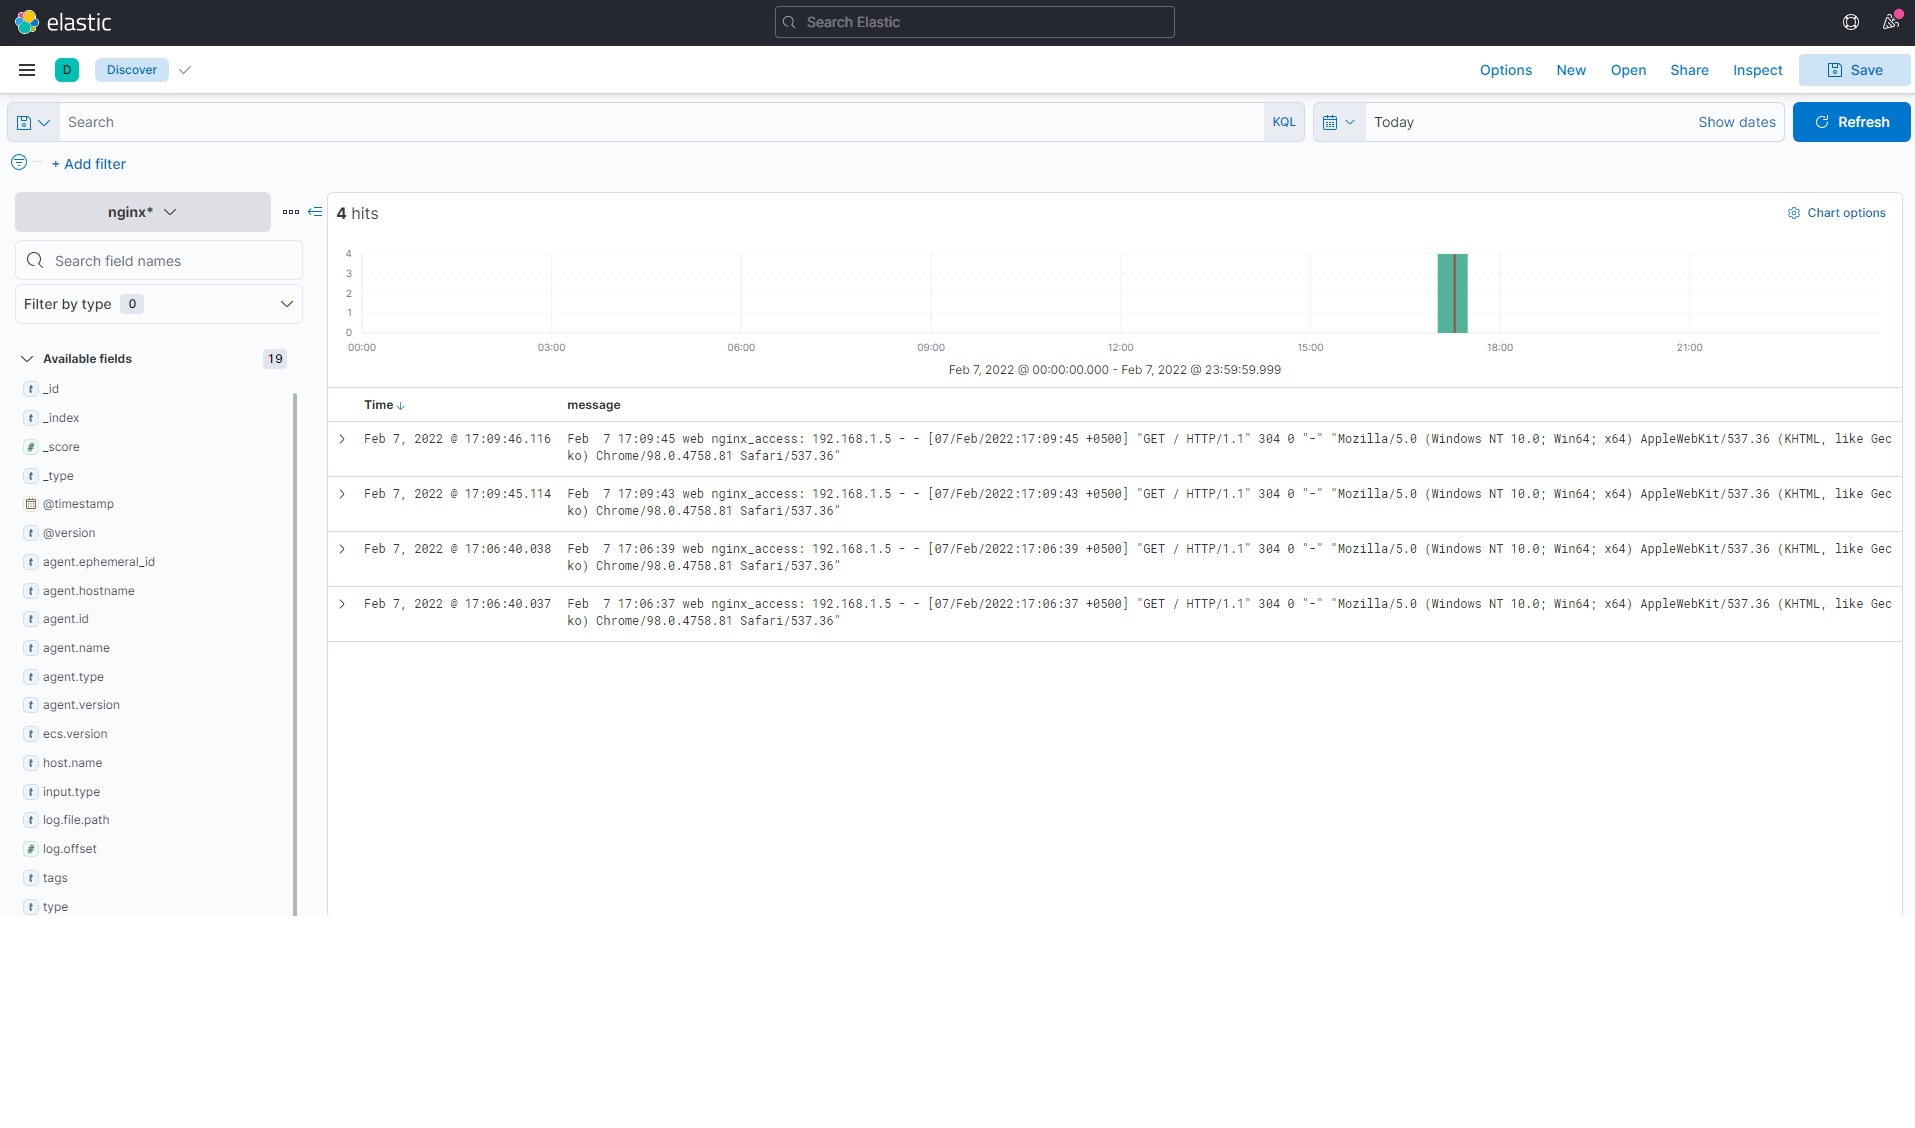 elastic
Search Elastic
D
Discover
Options
New
Open
Share
Inspect
Save
Search
KQL
Today
Show dates
Refresh
+ Add filter
nginx*
4 hits
Chart options
Search field names
Filter by type 0
Available fields 19
t _id
t _index
# _score
t _type
@timestamp
t @version
t agent.ephemeral_id
t agent.hostname
t agent.id
t agent.name
t agent.type
t agent.version
t ecs.version
t host.name
t input.type
t log.file.path
# log.offset
t tags
t type
4
3
2
1
0
00:00 03:00 06:00 09:00 12:00 15:00 18:00 21:00
Feb 7, 2022 @ 00:00:00.000 - Feb 7, 2022 @ 23:59:59.999
Time message
Feb 7, 2022 @ 17:09:46.116 Feb  7 17:09:45 web nginx_access: 192.168.1.5 - - [07/Feb/2022:17:09:45 +0500] "GET / HTTP/1.1" 304 0 "-" "Mozilla/5.0 (Windows NT 10.0; Win64; x64) AppleWebKit/537.36 (KHTML, like Gec
ko) Chrome/98.0.4758.81 Safari/537.36"
Feb 7, 2022 @ 17:09:45.114 Feb  7 17:09:43 web nginx_access: 192.168.1.5 - - [07/Feb/2022:17:09:43 +0500] "GET / HTTP/1.1" 304 0 "-" "Mozilla/5.0 (Windows NT 10.0; Win64; x64) AppleWebKit/537.36 (KHTML, like Gec
ko) Chrome/98.0.4758.81 Safari/537.36"
Feb 7, 2022 @ 17:06:40.038 Feb  7 17:06:39 web nginx_access: 192.168.1.5 - - [07/Feb/2022:17:06:39 +0500] "GET / HTTP/1.1" 304 0 "-" "Mozilla/5.0 (Windows NT 10.0; Win64; x64) AppleWebKit/537.36 (KHTML, like Gec
ko) Chrome/98.0.4758.81 Safari/537.36"
Feb 7, 2022 @ 17:06:40.037 Feb  7 17:06:37 web nginx_access: 192.168.1.5 - - [07/Feb/2022:17:06:37 +0500] "GET / HTTP/1.1" 304 0 "-" "Mozilla/5.0 (Windows NT 10.0; Win64; x64) AppleWebKit/537.36 (KHTML, like Gec
ko) Chrome/98.0.4758.81 Safari/537.36"